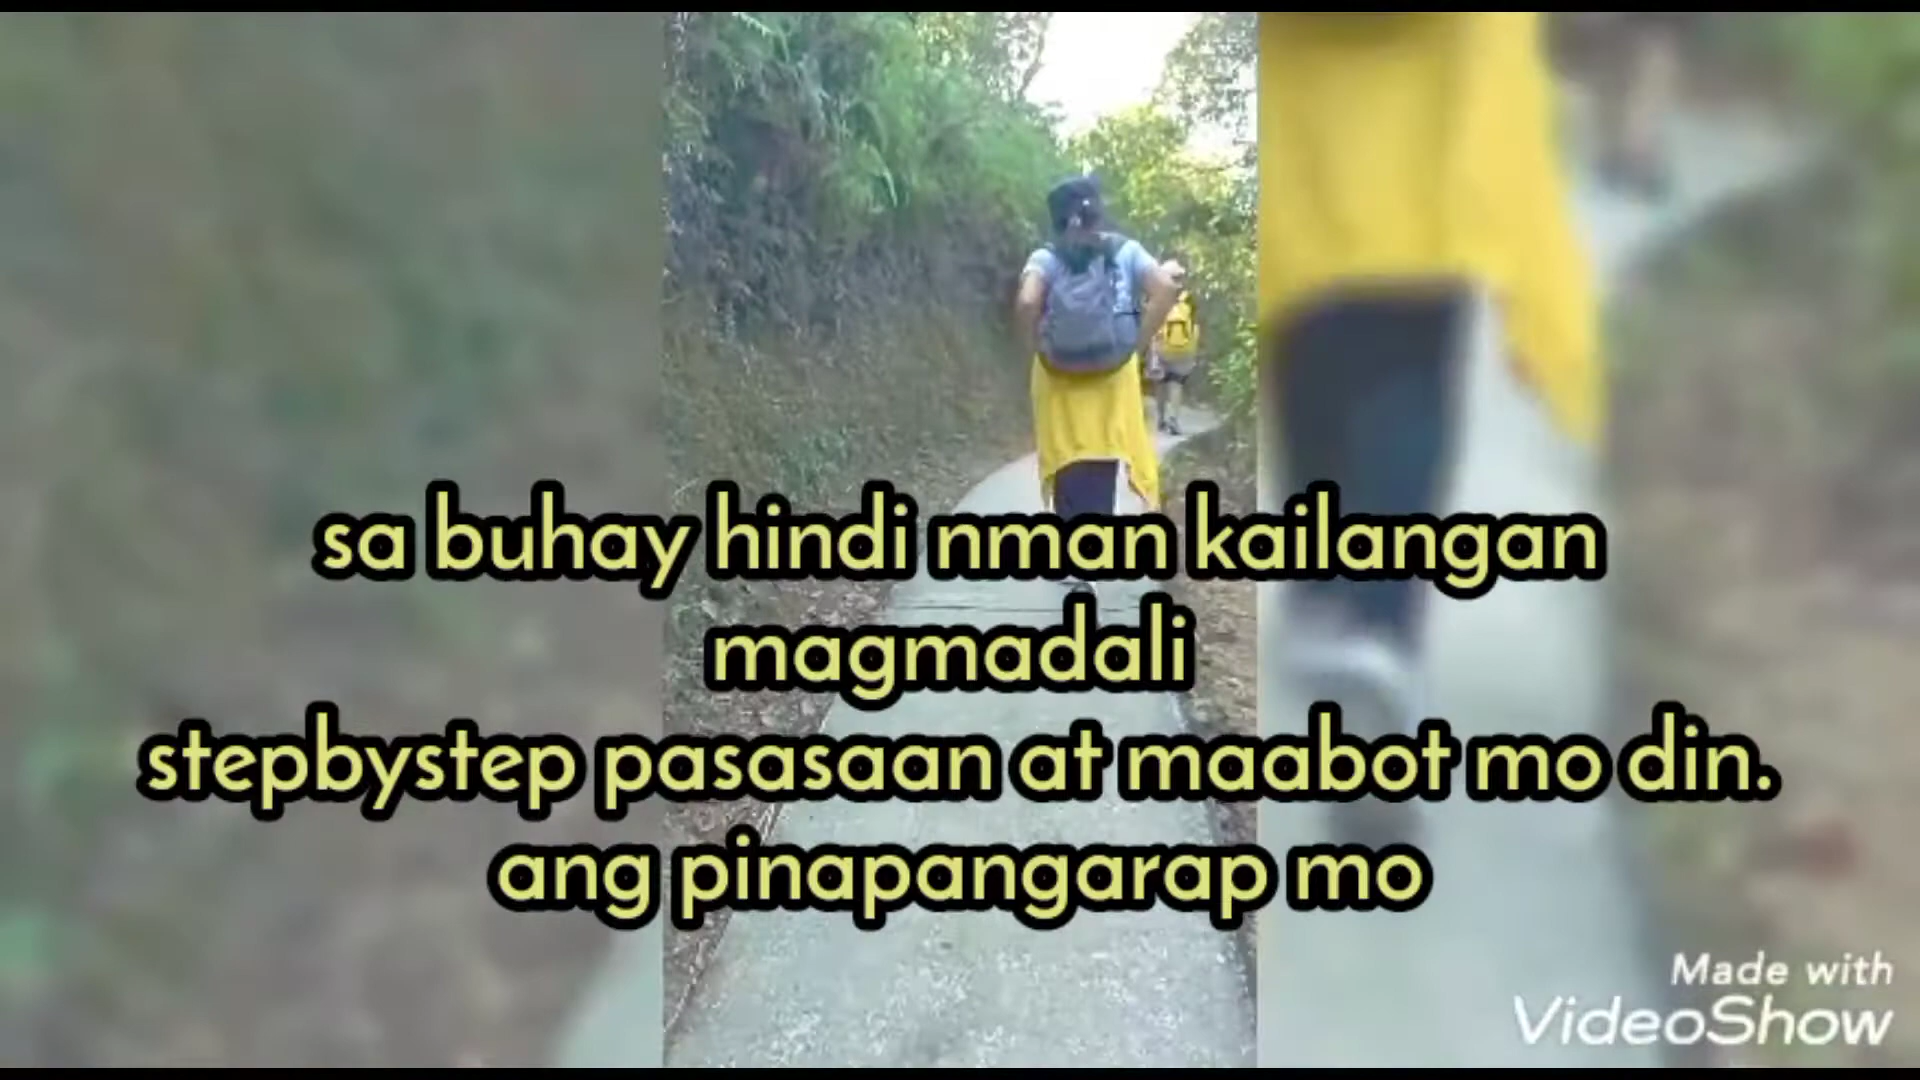 sa buhay hindi nman kailangan
magmadali
stepbystep pasasaan at maabot mo din.
ang pinapangarap mo
Made with
VideoShow